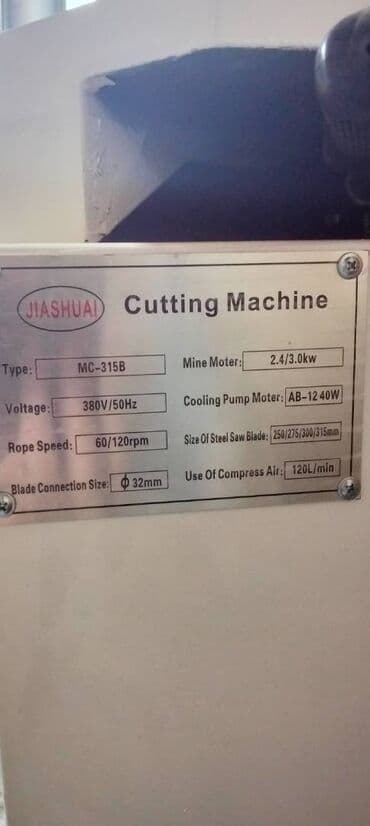 JIASHUAI Cutting Machine
Type: MC-315B Mine Moter: 2.4/3.0kw
Voltage: 380V/50Hz Cooling Pump Moter: AB-12 40W
Rope Speed: 60/120rpm Size Of Steel Saw Blade: 250/275/300/315mm
Blade Connection Size: ϕ 32mm Use Of Compress Air: 120L/min